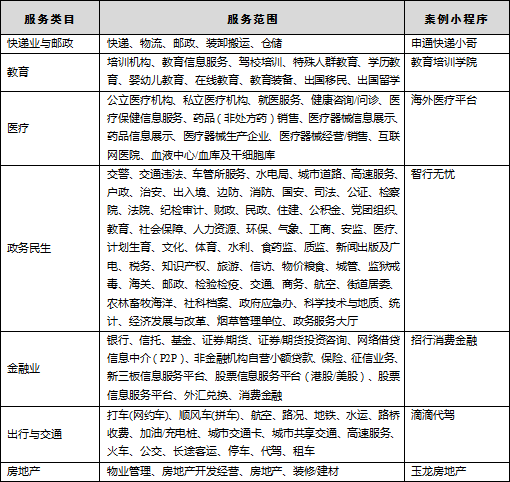 服务类目 服务范围 案例小程序
快递业与邮政 快递、物流、邮政、装卸搬运、仓储 申通快递小哥
教育 培训机构、教育信息服务、驾校培训、特殊人群教育、学历教 教育培训学院
育、婴幼儿教育、在线教育、教育装备、出国移民、出国留学
医疗 公立医疗机构、私立医疗机构、就医服务、健康咨询/问诊、医 海外医疗平台
疗保健信息服务、药品（非处方药）销售、医疗器械信息展示、
药品信息展示、医疗器械生产企业、医疗器械经营/销售、互联
网医院、血液中心/血库及干细胞库
政务民生 交警、交通违法、车管所服务、水电局、城市道路、高速服务、 智行无忧
户政、治安、出入境、边防、消防、国安、司法、公证、检察
院、法院、纪检审计、财政、民政、住建、公积金、党团组织、
教育、社会保障、人力资源、环保、气象、工商、安监、医疗、
计划生育、文化、体育、水利、食药监、质监、新闻出版及广
电、税务、知识产权、旅游、信访、物价粮食、城管、监狱戒
毒、海关、邮政、检验检疫、交通、商务、航空、街道居委、
农林畜牧海洋、社科档案、政府应急办、科学技术与地质、统
计、经济发展与改革、烟草管理单位、政务服务大厅
金融业 银行、信托、基金、证券/期货、证券/期货投资咨询、网络借贷 招行消费金融
信息中介（P2P）、非金融机构自营小额贷款、保险、征信业务、
新三板信息服务平台、股票信息服务平台（港股/美股）、股票
信息服务平台、外汇兑换、消费金融
出行与交通 打车(网约车)、顺风车(拼车)、航空、路况、地铁、水运、路桥 滴滴代驾
收费、加油/充电桩、城市交通卡、城市共享交通、高速服务、
火车、公交、长途客运、停车、代驾、租车
房地产 物业管理、房地产开发经营、房地产、装修/建材 玉龙房地产